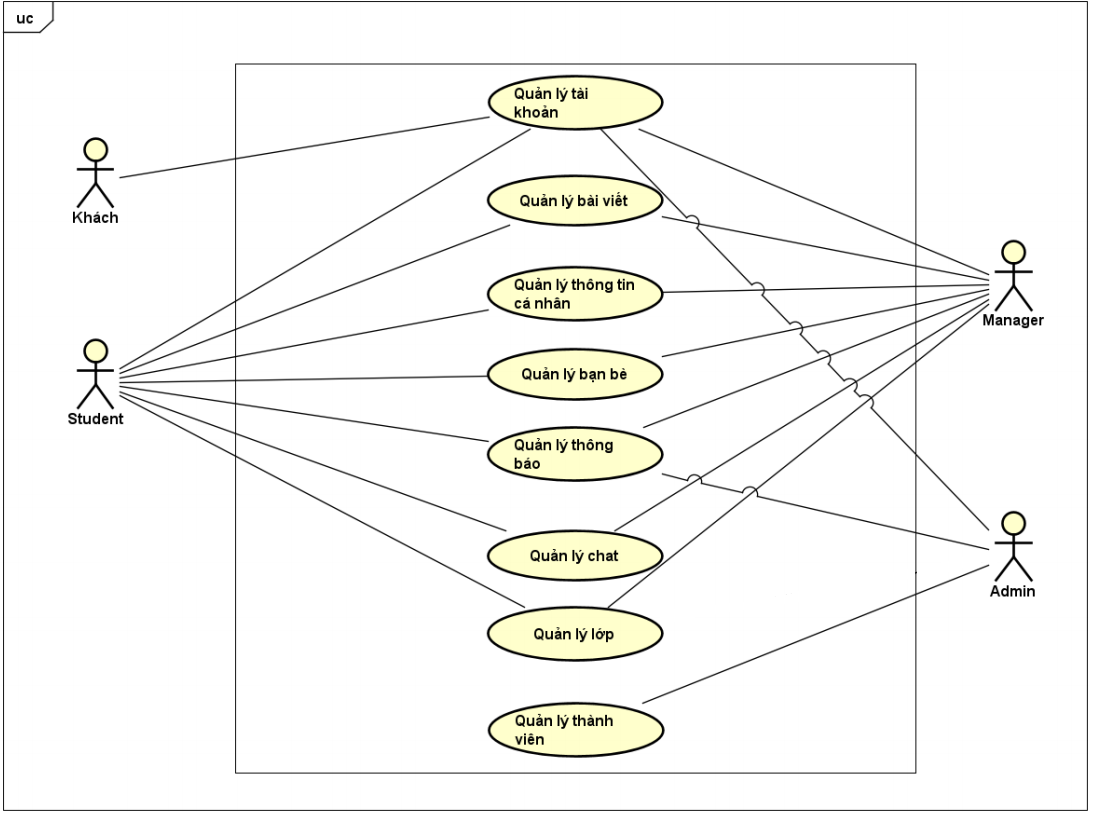 uc
Quản lý tài
khoản
Khách
Quản lý bài viết
Quản lý thông tin
cá nhân
Manager
Quản lý bạn bè
Student
Quản lý thông
báo
Quản lý chat
Admin
Quản lý lớp
Quản lý thành
viên